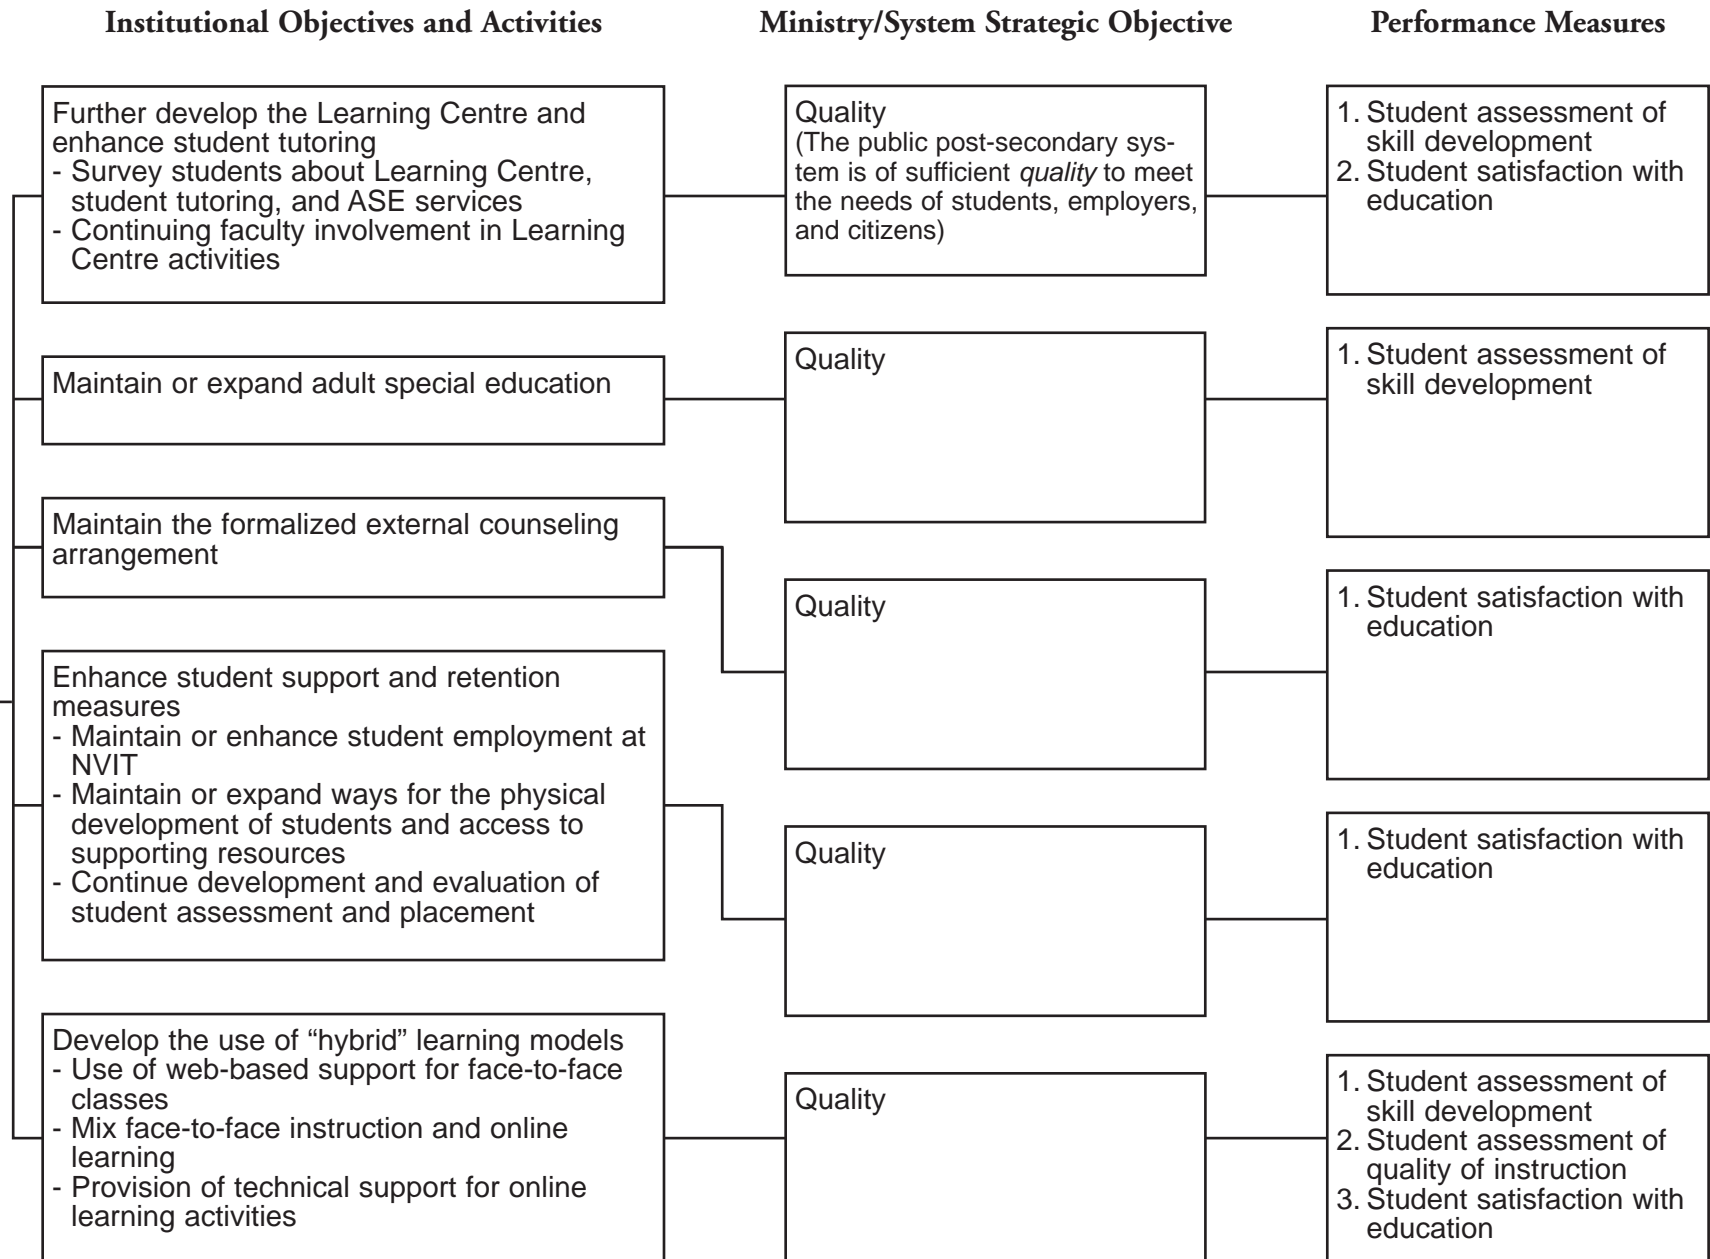 Institutional Objectives and Activities
Ministry/System Strategic Objective
Performance Measures
Further develop the Learning Centre and
enhance student tutoring
- Survey students about Learning Centre,
student tutoring, and ASE services
- Continuing faculty involvement in Learning
Centre activities
Quality
(The public post-secondary sys-
tem is of sufficient quality to meet
the needs of students, employers,
and citizens)
1. Student assessment of
skill development
2. Student satisfaction with
education
Maintain or expand adult special education
Quality
1. Student assessment of
skill development
Maintain the formalized external counseling
arrangement
Quality
1. Student satisfaction with
education
Enhance student support and retention
measures
- Maintain or enhance student employment at
NVIT
- Maintain or expand ways for the physical
development of students and access to
supporting resources
- Continue development and evaluation of
student assessment and placement
Quality
1. Student satisfaction with
education
Develop the use of “hybrid” learning models
- Use of web-based support for face-to-face
classes
- Mix face-to-face instruction and online
learning
- Provision of technical support for online
learning activities
Quality
1. Student assessment of
skill development
2. Student assessment of
quality of instruction
3. Student satisfaction with
education